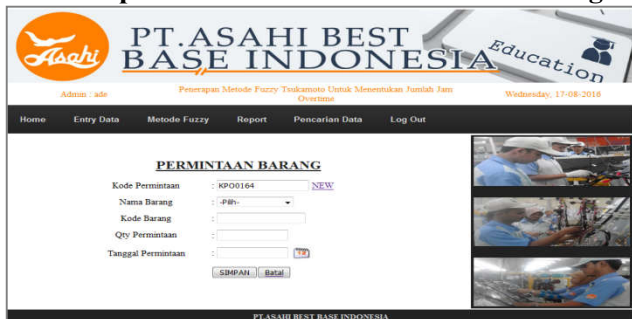 Asahi
PT.ASAHI BEST
BASE INDONESIA
Education
Admin : ade
Penerapan Metode Fuzzy Tsukamoto Untuk Menentukan Jumlah Jam
Overtime
Wednesday, 17-08-2016
Home Entry Data Metode Fuzzy Report Pencarian Data Log Out
PERMINTAAN BARANG
Kode Permintaan : KPO0164 NEW
Nama Barang : -Pilih-
Kode Barang :
Qty Permintaan :
Tanggal Permintaan :
SIMPAN Batal
PT.ASAHI BEST BASE INDONESIA